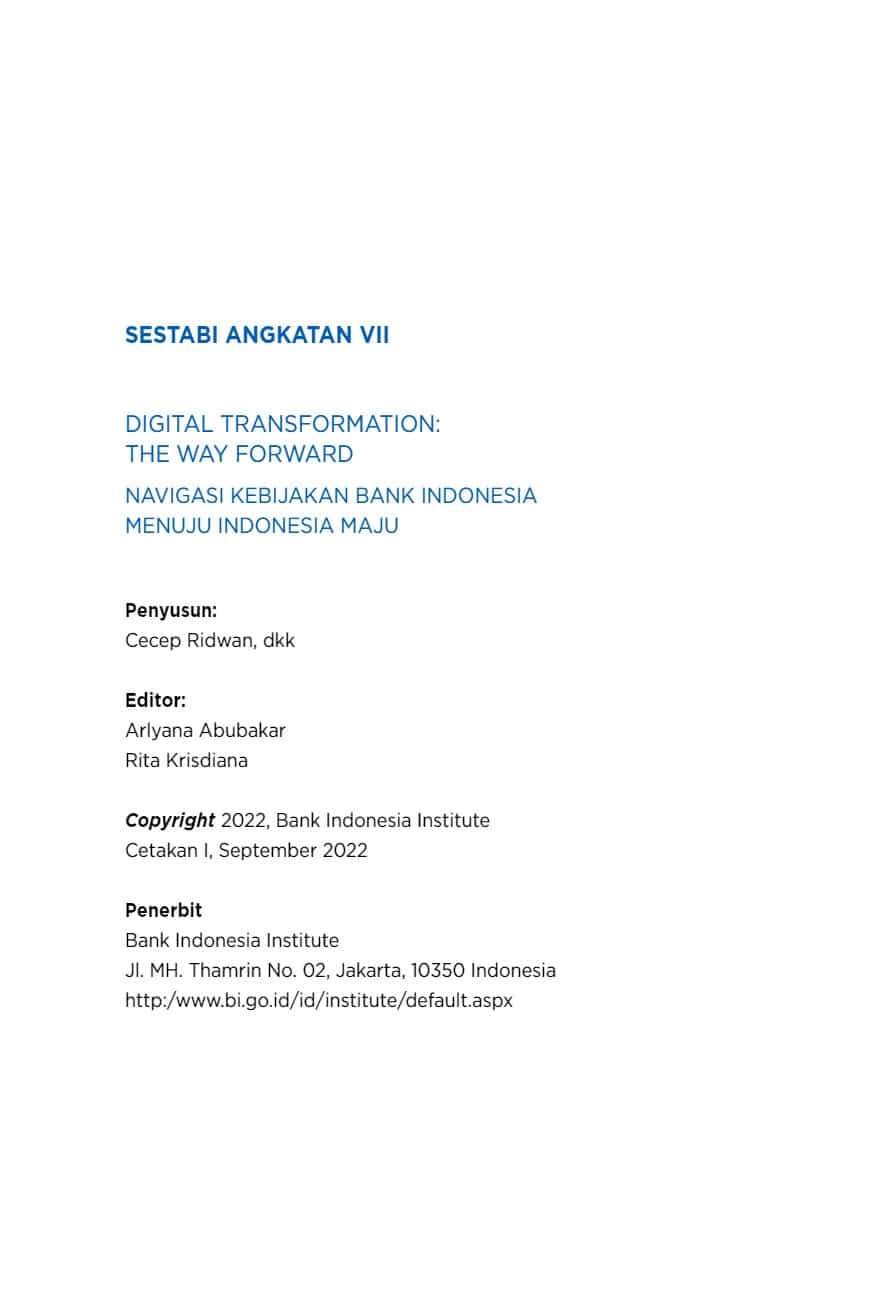 SESTABI ANGKATAN VII
DIGITAL TRANSFORMATION:
THE WAY FORWARD
NAVIGASI KEBIJAKAN BANK INDONESIA
MENUJU INDONESIA MAJU
Penyusun:
Cecep Ridwan, dkk
Editor:
Arlyana Abubakar
Rita Krisdiana
Copyright 2022, Bank Indonesia Institute
Cetakan I, September 2022
Penerbit
Bank Indonesia Institute
Jl. MH. Thamrin No. 02, Jakarta, 10350 Indonesia
http:/www.bi.go.id/id/institute/default.aspx